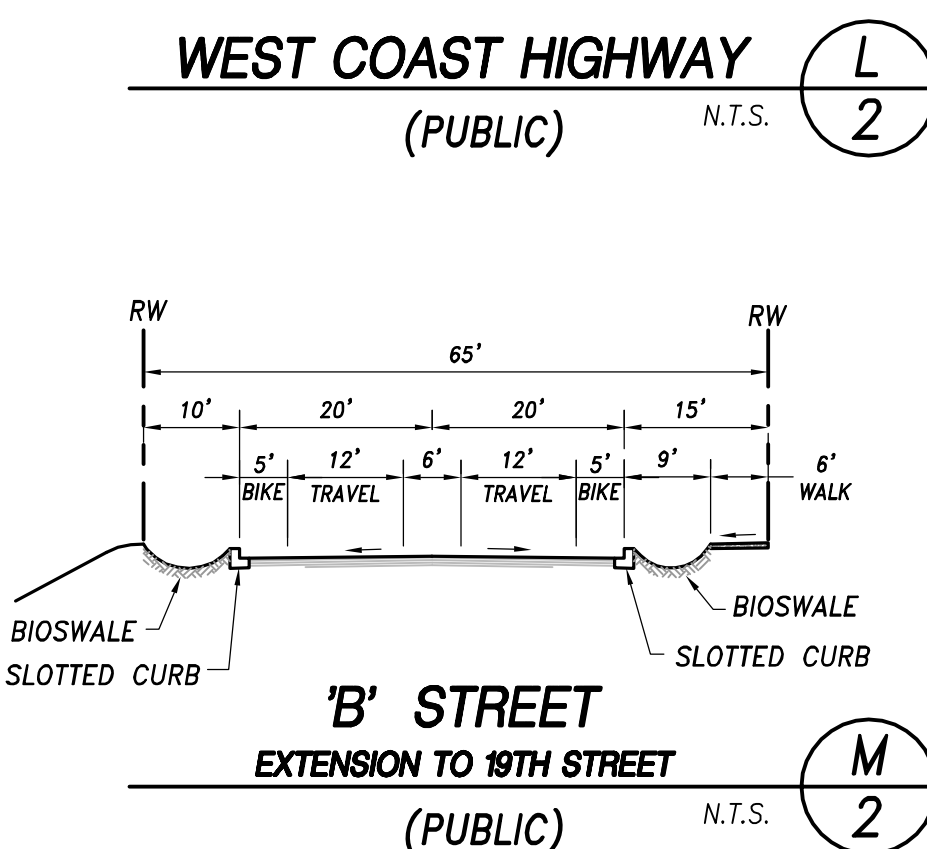 WEST COAST HIGHWAY
(PUBLIC)
N.T.S.
L
2
RW
RW
65'
10'
20'
20'
15'
5'
12'
6'
12'
5'
9'
6'
BIKE
TRAVEL
TRAVEL
BIKE
WALK
BIOSWALE
BIOSWALE
SLOTTED CURB
SLOTTED CURB
'B' STREET
EXTENSION TO 19TH STREET
(PUBLIC)
N.T.S.
M
2